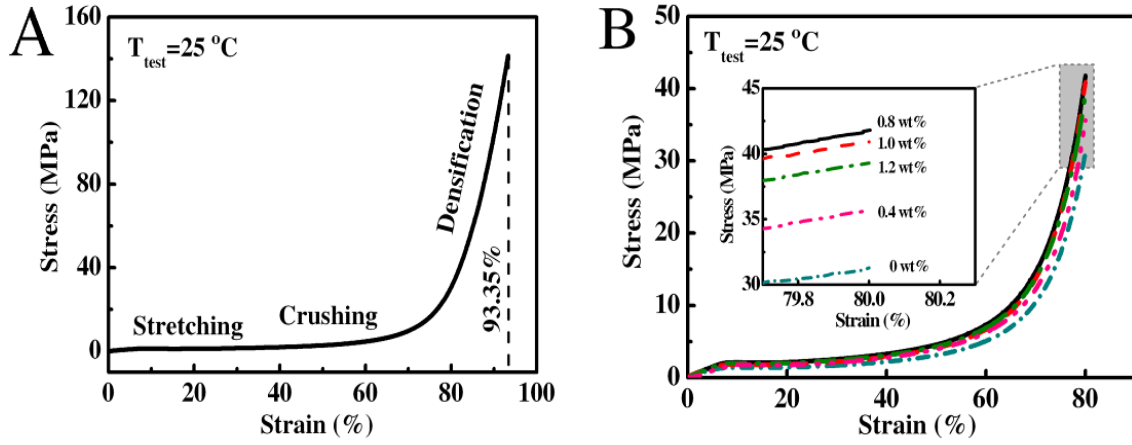 A
T_test=25 °C
Stress (MPa)
160
120
80
40
0
Stretching
Crushing
Densification
93.35%
0
20
40
60
80
100
Strain (%)
B
T_test=25 °C
Stress (MPa)
50
40
30
20
10
0
45
40
35
30
Stress (MPa)
0.8 wt%
1.0 wt%
1.2 wt%
0.4 wt%
0 wt%
79.8
80.0
80.2
Strain (%)
0
20
40
60
80
Strain (%)